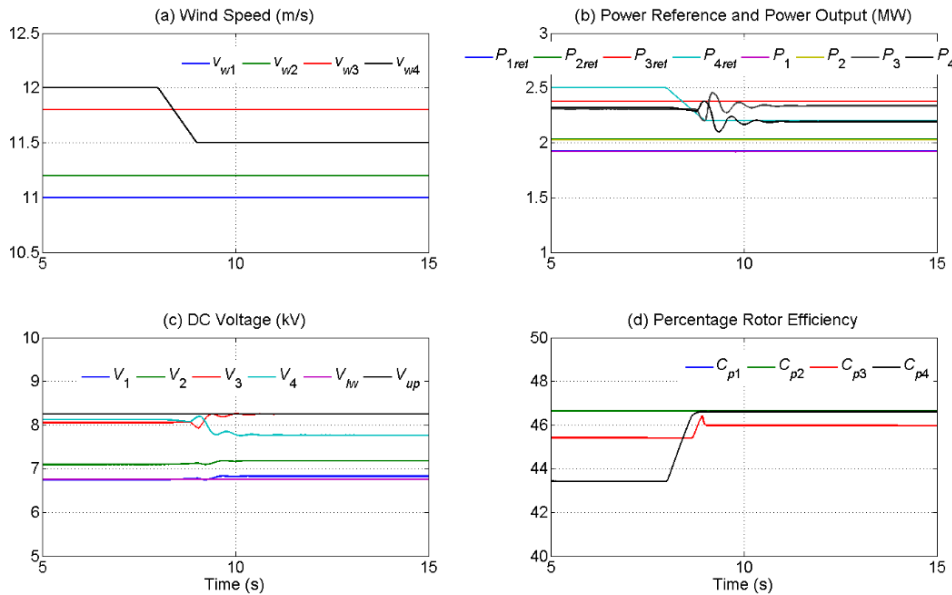 (a) Wind Speed (m/s)
12.5
12
11.5
11
10.5
5 10 15
v_w1 v_w2 v_w3 v_w4
(b) Power Reference and Power Output (MW)
3
2.5
2
1.5
1
5 10 15
P_1ref P_2ref P_3ref P_4ref P_1 P_2 P_3 P_4
(c) DC Voltage (kV)
10
9
8
7
6
5
5 10 15
V_1 V_2 V_3 V_4 V_lw V_up
Time (s)
(d) Percentage Rotor Efficiency
50
48
46
44
42
40
5 10 15
C_p1 C_p2 C_p3 C_p4
Time (s)